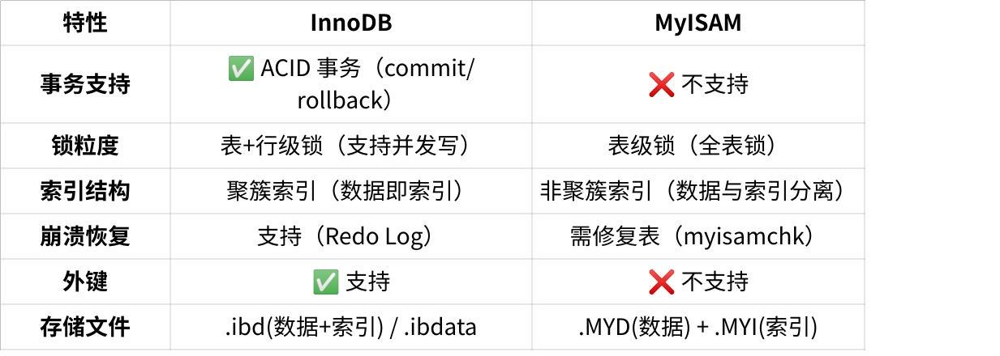 特性 InnoDB MyISAM
事务支持 ✅ ACID 事务（commit/ ❌ 不支持
rollback）
锁粒度 表+行级锁（支持并发写） 表级锁（全表锁）
索引结构 聚簇索引（数据即索引） 非聚簇索引（数据与索引分离）
崩溃恢复 支持（Redo Log） 需修复表（myisamchk）
外键 ✅ 支持 ❌ 不支持
存储文件 .ibd(数据+索引) / .ibdata .MYD(数据) + .MYI(索引)